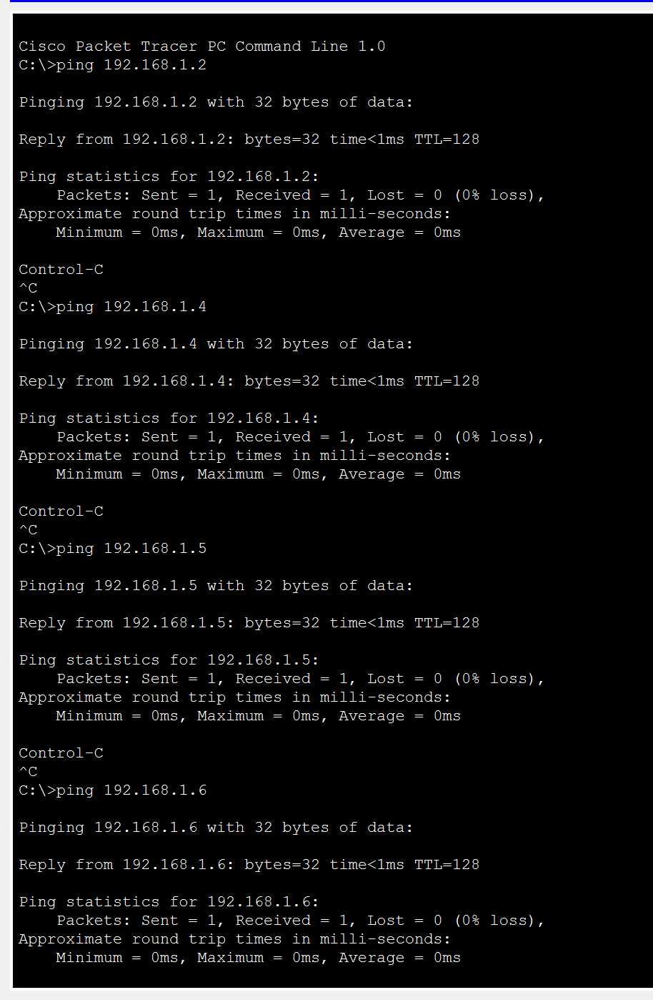 Cisco Packet Tracer PC Command Line 1.0
C:\>ping 192.168.1.2
Pinging 192.168.1.2 with 32 bytes of data:
Reply from 192.168.1.2: bytes=32 time<1ms TTL=128
Ping statistics for 192.168.1.2:
Packets: Sent = 1, Received = 1, Lost = 0 (0% loss),
Approximate round trip times in milli-seconds:
Minimum = 0ms, Maximum = 0ms, Average = 0ms
Control-C
^C
C:\>ping 192.168.1.4
Pinging 192.168.1.4 with 32 bytes of data:
Reply from 192.168.1.4: bytes=32 time<1ms TTL=128
Ping statistics for 192.168.1.4:
Packets: Sent = 1, Received = 1, Lost = 0 (0% loss),
Approximate round trip times in milli-seconds:
Minimum = 0ms, Maximum = 0ms, Average = 0ms
Control-C
^C
C:\>ping 192.168.1.5
Pinging 192.168.1.5 with 32 bytes of data:
Reply from 192.168.1.5: bytes=32 time<1ms TTL=128
Ping statistics for 192.168.1.5:
Packets: Sent = 1, Received = 1, Lost = 0 (0% loss),
Approximate round trip times in milli-seconds:
Minimum = 0ms, Maximum = 0ms, Average = 0ms
Control-C
^C
C:\>ping 192.168.1.6
Pinging 192.168.1.6 with 32 bytes of data:
Reply from 192.168.1.6: bytes=32 time<1ms TTL=128
Ping statistics for 192.168.1.6:
Packets: Sent = 1, Received = 1, Lost = 0 (0% loss),
Approximate round trip times in milli-seconds:
Minimum = 0ms, Maximum = 0ms, Average = 0ms